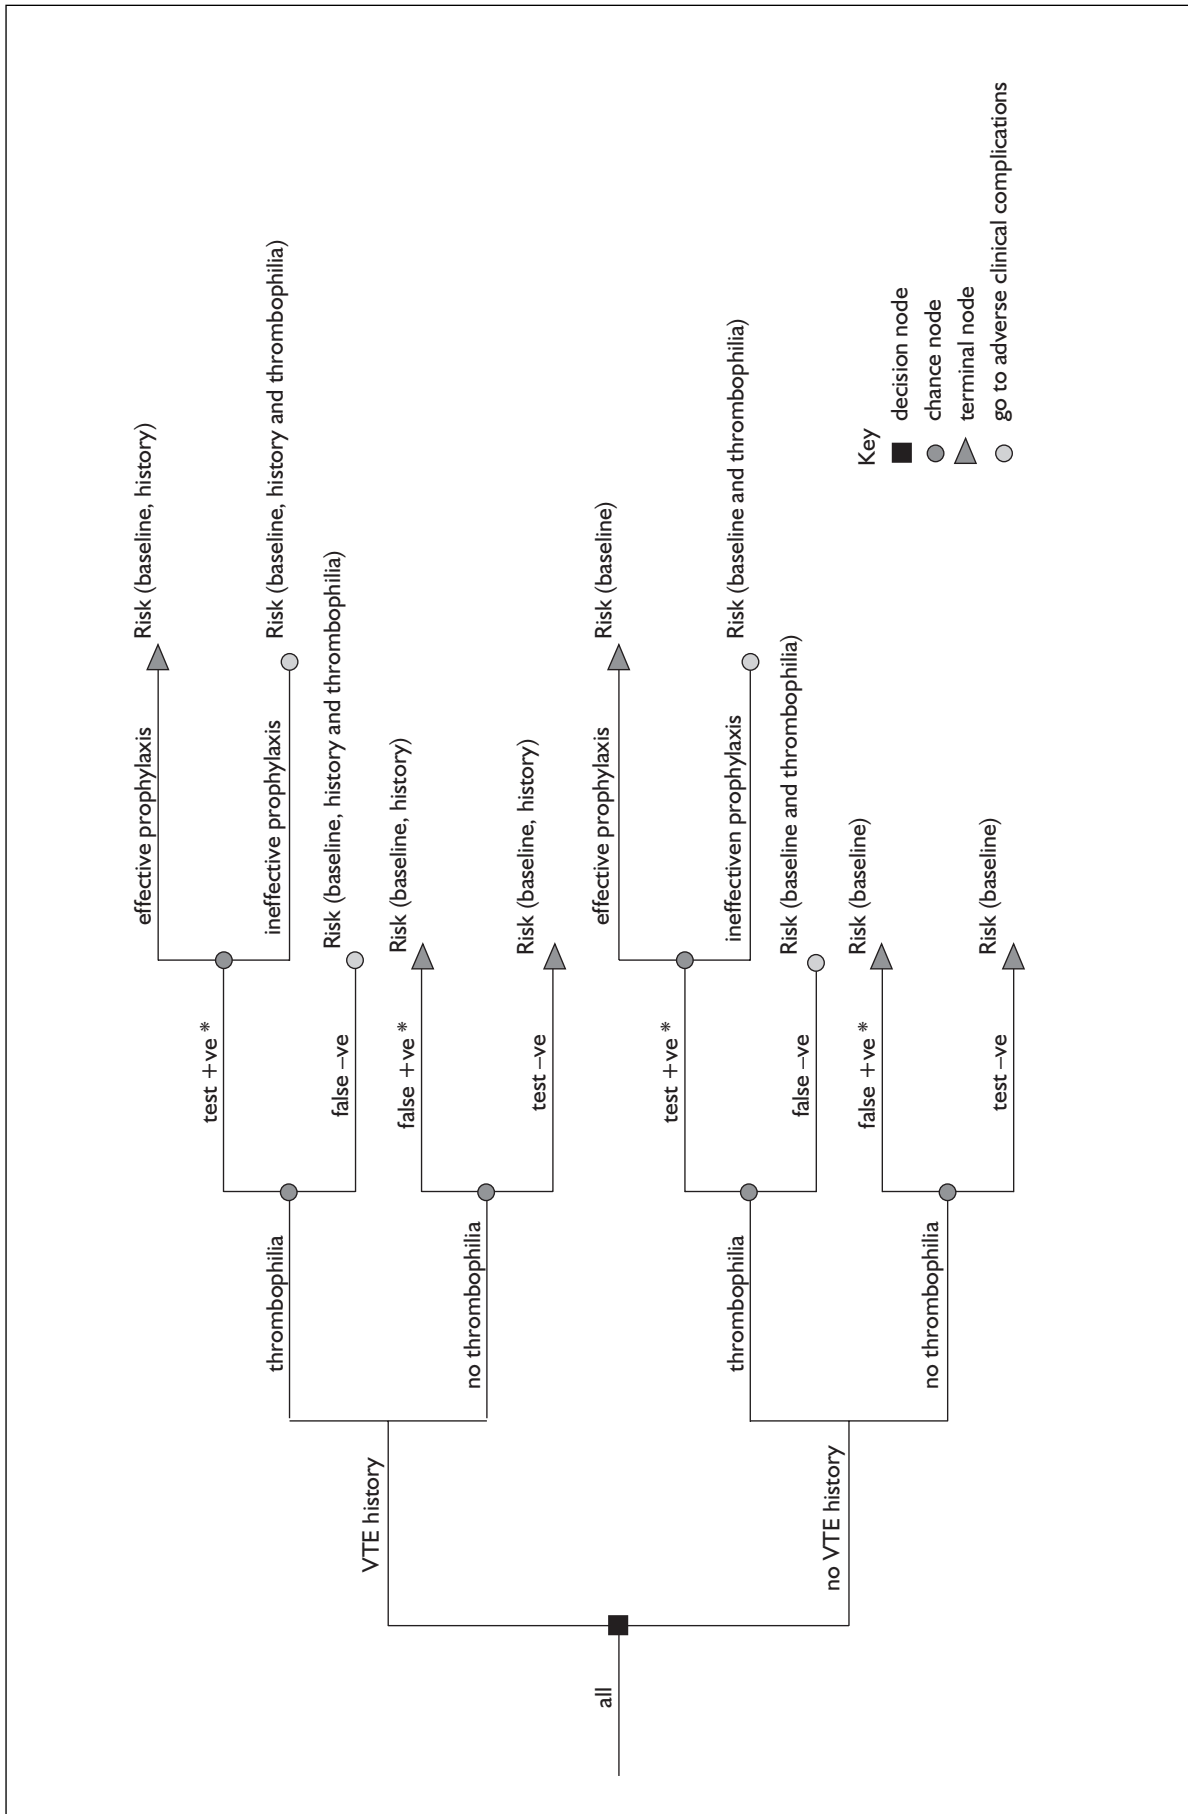 effective prophylaxis
Risk (baseline, history)
test +ve *
ineffective prophylaxis
Risk (baseline, history and thrombophilia)
thrombophilia
false –ve
Risk (baseline, history and thrombophilia)
VTE history
false +ve *
Risk (baseline, history)
no thrombophilia
test –ve
Risk (baseline, history)
all
effective prophylaxis
Risk (baseline)
test +ve *
ineffectiven prophylaxis
Risk (baseline and thrombophilia)
thrombophilia
false –ve
Risk (baseline and thrombophilia)
no VTE history
false +ve *
Risk (baseline)
no thrombophilia
test –ve
Risk (baseline)
Key
decision node
chance node
terminal node
go to adverse clinical complications